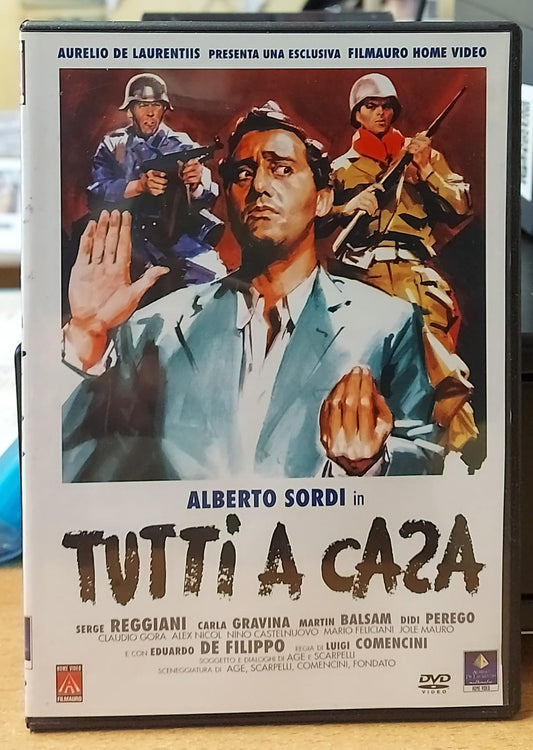 AURELIO DE LAURENTIIS PRESENTA UNA ESCLUSIVA FILMAURO HOME VIDEO
ALBERTO SORDI in
TUTTi A CASA
SERGE REGGIANI CARLA GRAVINA MARTIN BALSAM DIDI PEREGO
CLAUDIO GORA ALEX NICOL NINO CASTELNUOVO MARIO FELICIANI JOLE MAURO
E CON EDUARDO DE FILIPPO REGIA DI LUIGI COMENCINI
SOGGETTO E DIALOGHI DI AGE E SCARPELLI
SCENEGGIATURA DI AGE, SCARPELLI, COMENCINI, FONDATO
HOME VIDEO
FILMAURO
DVD
VIDEO
HOME VIDEO